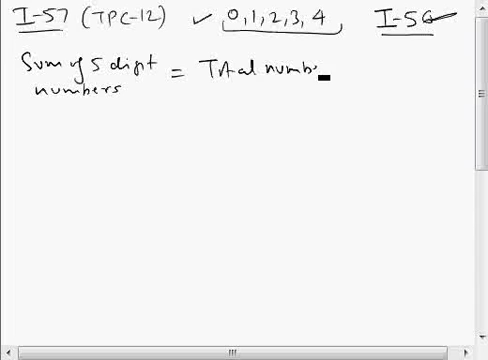 I-57 (TPC-12) ✓ 0,1,2,3,4 I-56
Sum of 5 digit = Total numb
numbers